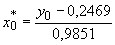 x₀* = (y₀ − 0,2469) / 0,9851